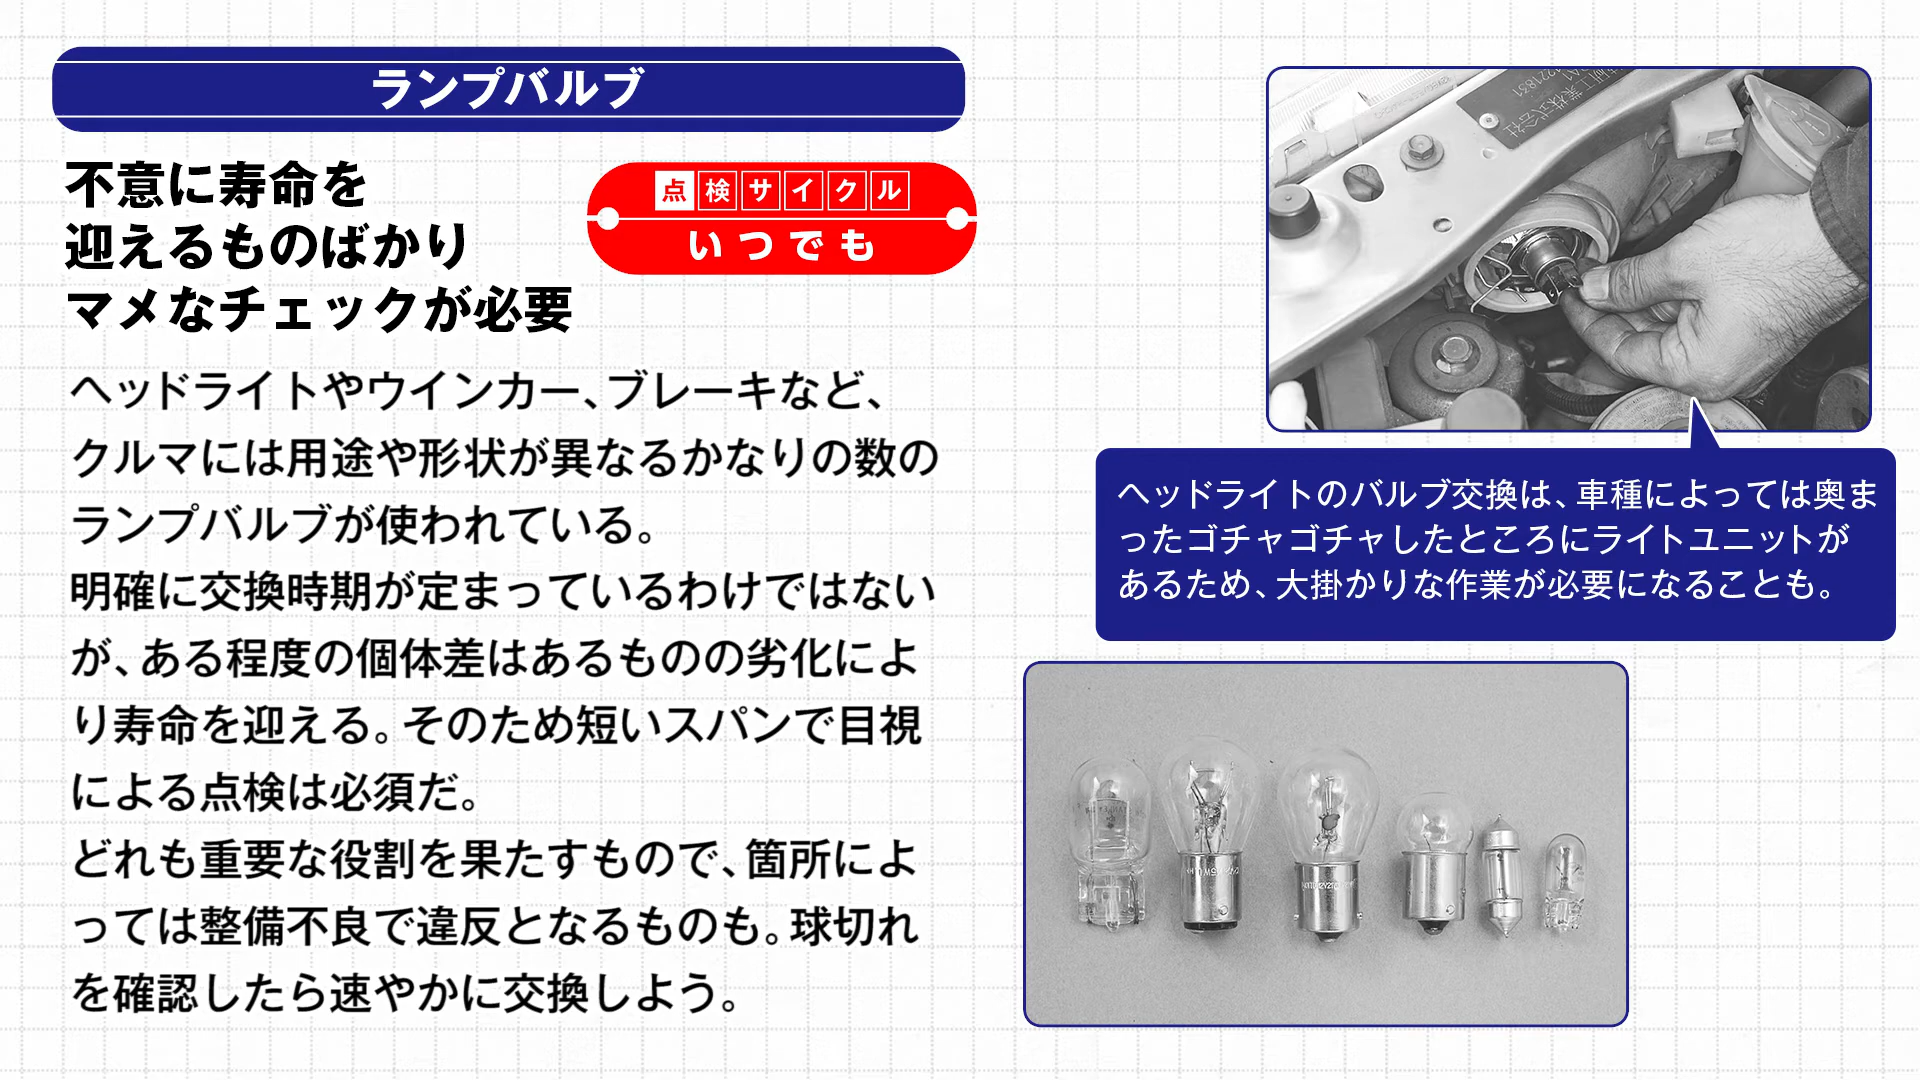 ランプバルブ
不意に寿命を
迎えるものばかり
マメなチェックが必要
点検サイクル
いつでも
ヘッドライトやウインカー、ブレーキなど、
クルマには用途や形状が異なるかなりの数の
ランプバルブが使われている。
明確に交換時期が定まっているわけではない
が、ある程度の個体差はあるものの劣化によ
り寿命を迎える。そのため短いスパンで目視
による点検は必須だ。
どれも重要な役割を果たすもので、箇所によ
っては整備不良で違反となるものも。球切れ
を確認したら速やかに交換しよう。
ヘッドライトのバルブ交換は、車種によっては奥ま
ったゴチャゴチャしたところにライトユニットが
あるため、大掛かりな作業が必要になることも。